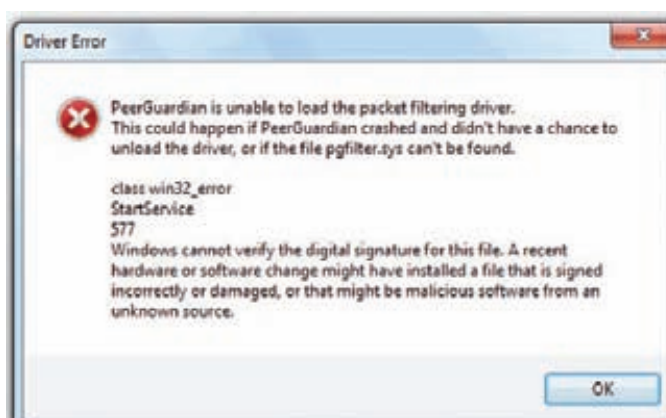 Driver Error
PeerGuardian is unable to load the packet filtering driver.
This could happen if PeerGuardian crashed and didn't have a chance to
unload the driver, or if the file pgfilter.sys can't be found.
class win32_error
StartService
577
Windows cannot verify the digital signature for this file. A recent
hardware or software change might have installed a file that is signed
incorrectly or damaged, or that might be malicious software from an
unknown source.
OK